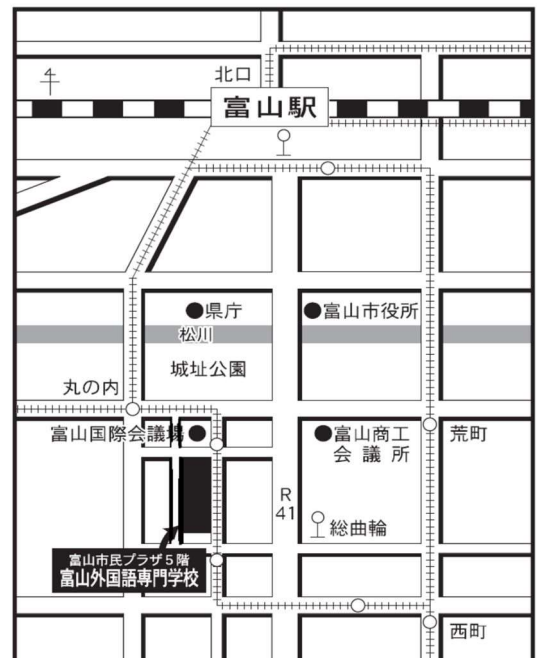 北口
富山駅
県庁
富山市役所
松川
城址公園
丸の内
富山国際会議場
富山商工
会議所
荒町
R
41
総曲輪
富山市民プラザ5階
富山外国語専門学校
西町